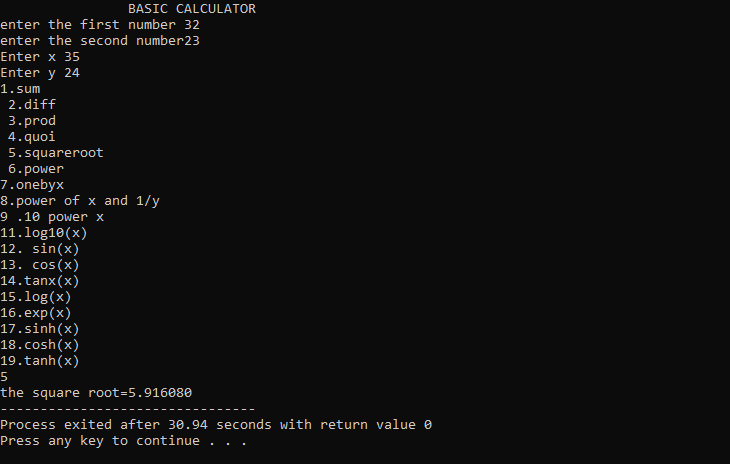 BASIC CALCULATOR
enter the first number 32
enter the second number23
Enter x 35
Enter y 24
1.sum
2.diff
3.prod
4.quoi
5.squareroot
6.power
7.onebyx
8.power of x and 1/y
9 .10 power x
11.log10(x)
12. sin(x)
13. cos(x)
14.tanx(x)
15.log(x)
16.exp(x)
17.sinh(x)
18.cosh(x)
19.tanh(x)
5
the square root=5.916080
--------------------------------
Process exited after 30.94 seconds with return value 0
Press any key to continue . . .